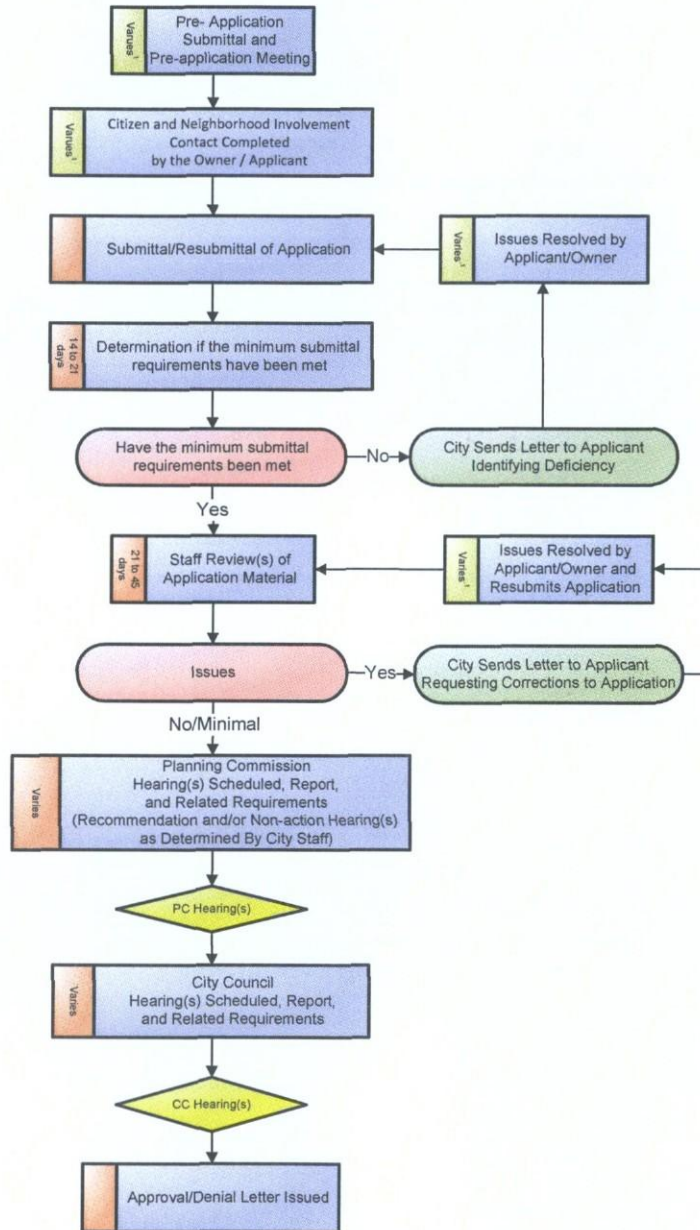 Varues¹
Pre- Application
Submittal and
Pre-application Meeting
Varues¹
Citizen and Neighborhood Involvement
Contact Completed
by the Owner / Applicant
Submittal/Resubmittal of Application
Varies¹
Issues Resolved by
Applicant/Owner
14 to 21
days
Determination if the minimum submittal
requirements have been met
Have the minimum submittal
requirements been met
No
City Sends Letter to Applicant
Identifying Deficiency
Yes
21 to 45
days
Staff Review(s) of
Application Material
Varies¹
Issues Resolved by
Applicant/Owner and
Resubmits Application
Issues
Yes
City Sends Letter to Applicant
Requesting Corrections to Application
No/Minimal
Varies
Planning Commission
Hearing(s) Scheduled, Report,
and Related Requirements
(Recommendation and/or Non-action Hearing(s)
as Determined By City Staff)
PC Hearing(s)
Varies
City Council
Hearing(s) Scheduled, Report,
and Related Requirements
CC Hearing(s)
Approval/Denial Letter Issued